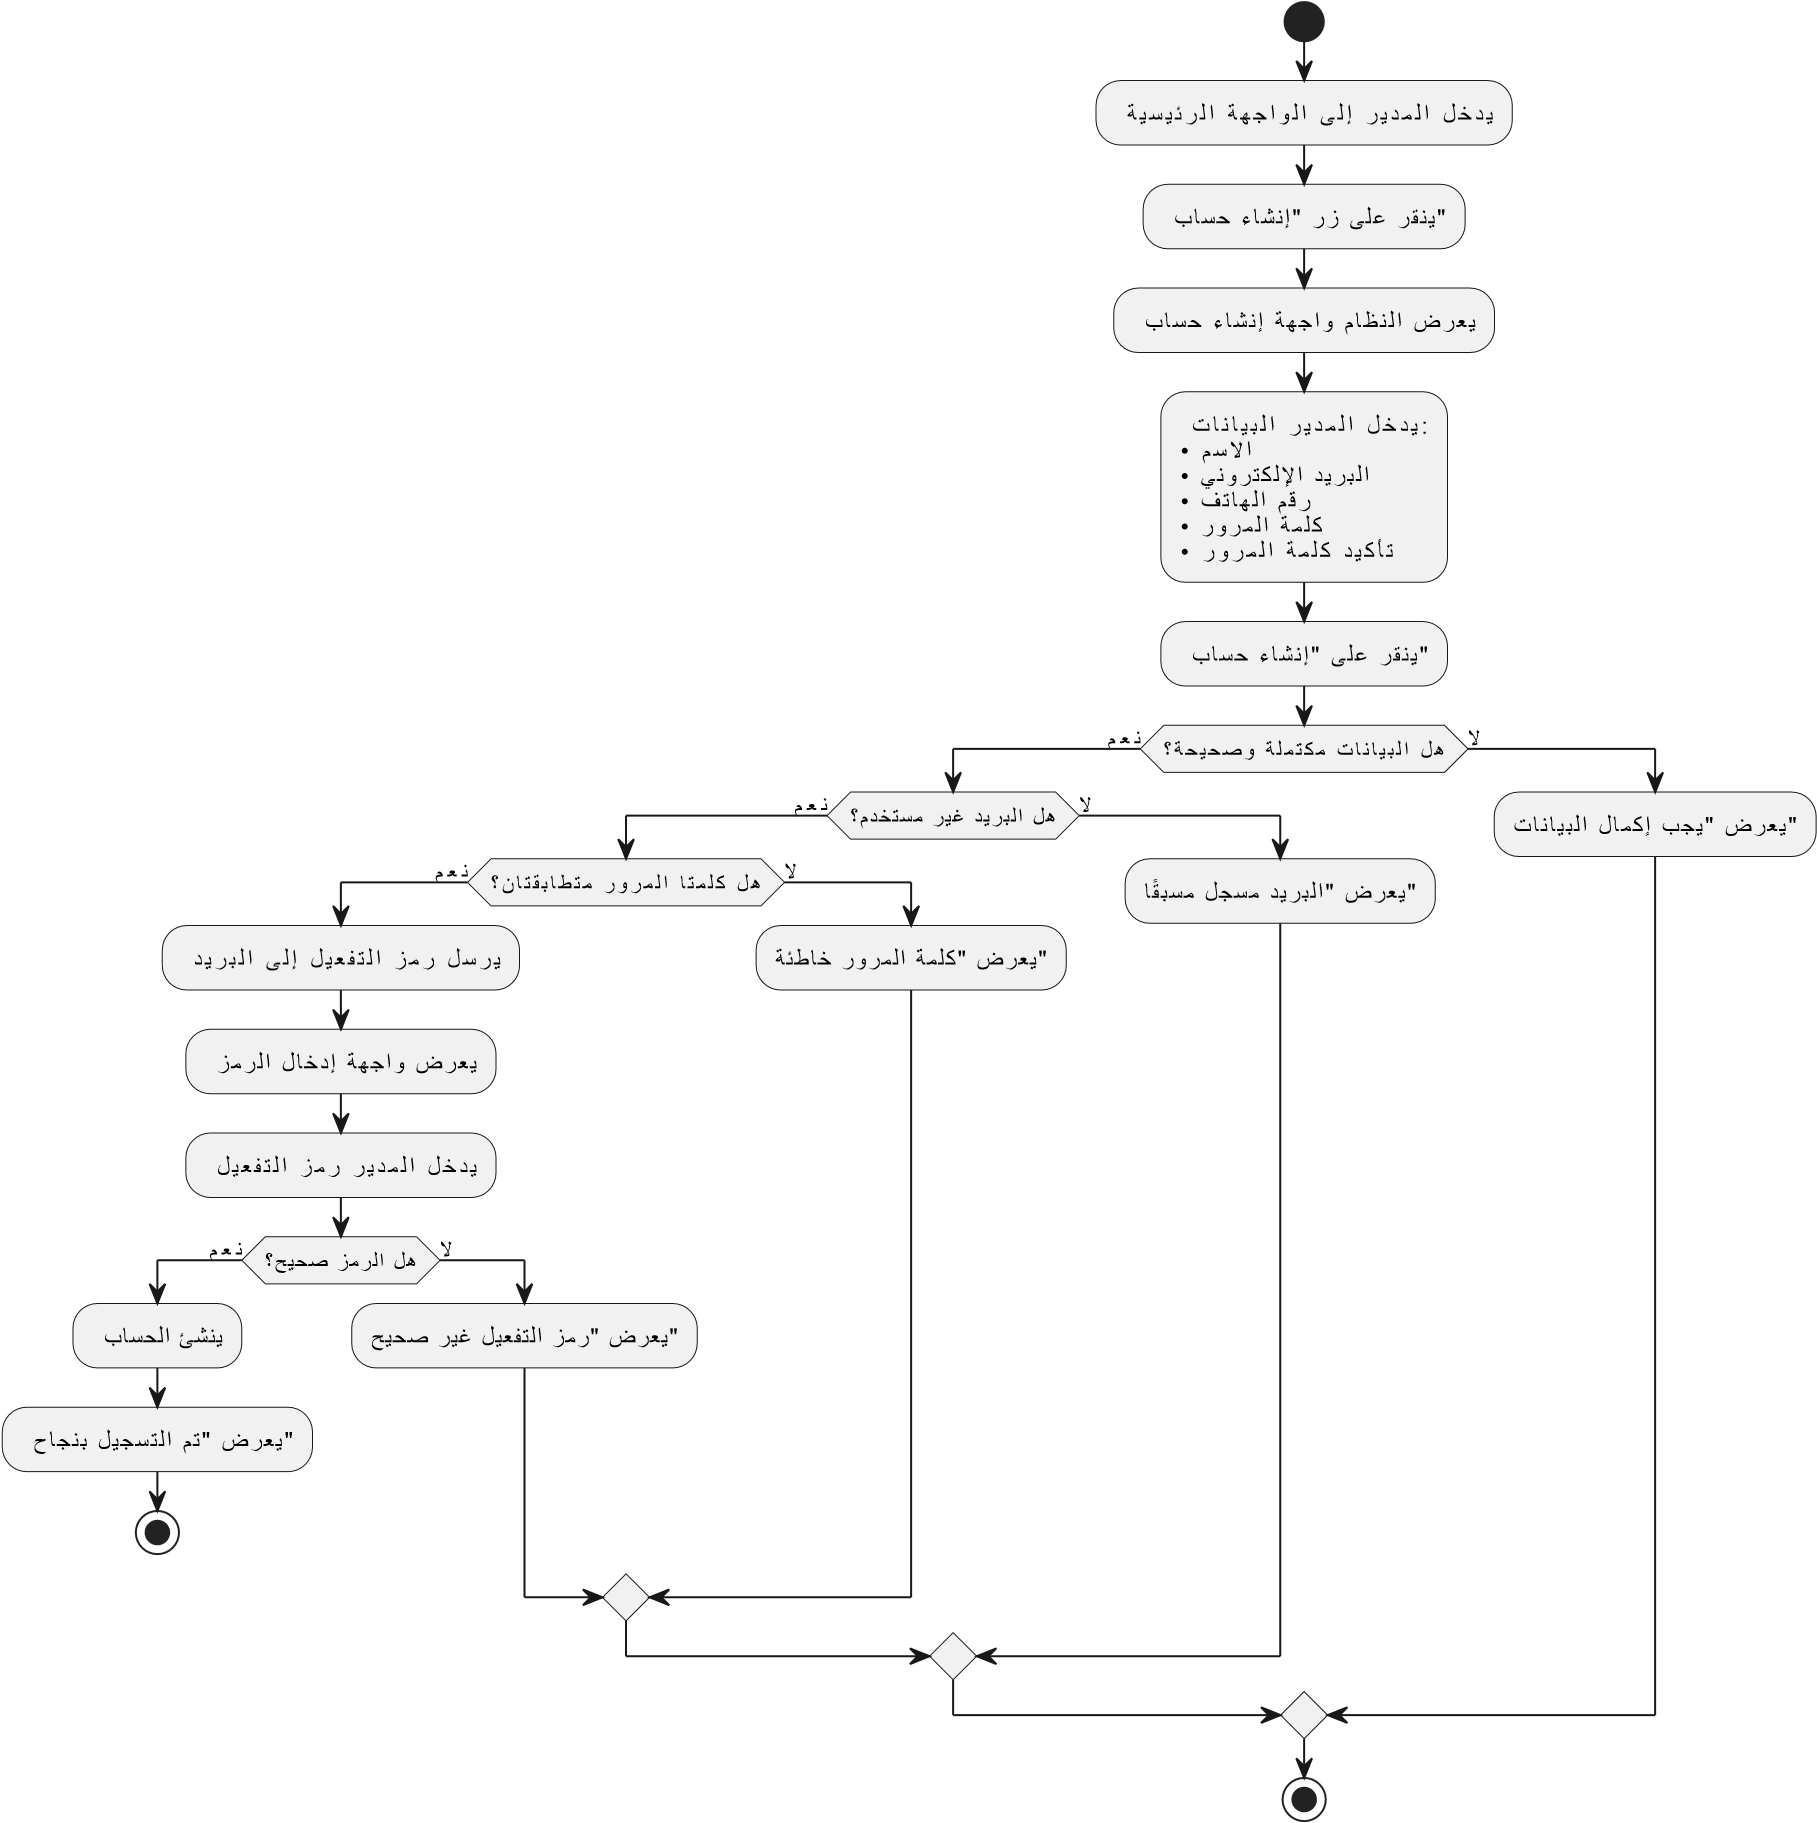 يدخل المدير إلى الواجهة الرئيسية
ينقر على زر "إنشاء حساب"
يعرض النظام واجهة إنشاء حساب
يدخل المدير البيانات:
• الاسم
• البريد الإلكتروني
• رقم الهاتف
• كلمة المرور
• تأكيد كلمة المرور
ينقر على "إنشاء حساب"
هل البيانات مكتملة وصحيحة؟
نعم
لا
هل البريد غير مستخدم؟
نعم
لا
يعرض "يجب إكمال البيانات"
هل كلمتا المرور متطابقتان؟
نعم
لا
يعرض "البريد مسجل مسبقًا"
يرسل رمز التفعيل إلى البريد
يعرض "كلمة المرور خاطئة"
يعرض واجهة إدخال الرمز
يدخل المدير رمز التفعيل
هل الرمز صحيح؟
نعم
لا
ينشئ الحساب
يعرض "رمز التفعيل غير صحيح"
يعرض "تم التسجيل بنجاح"